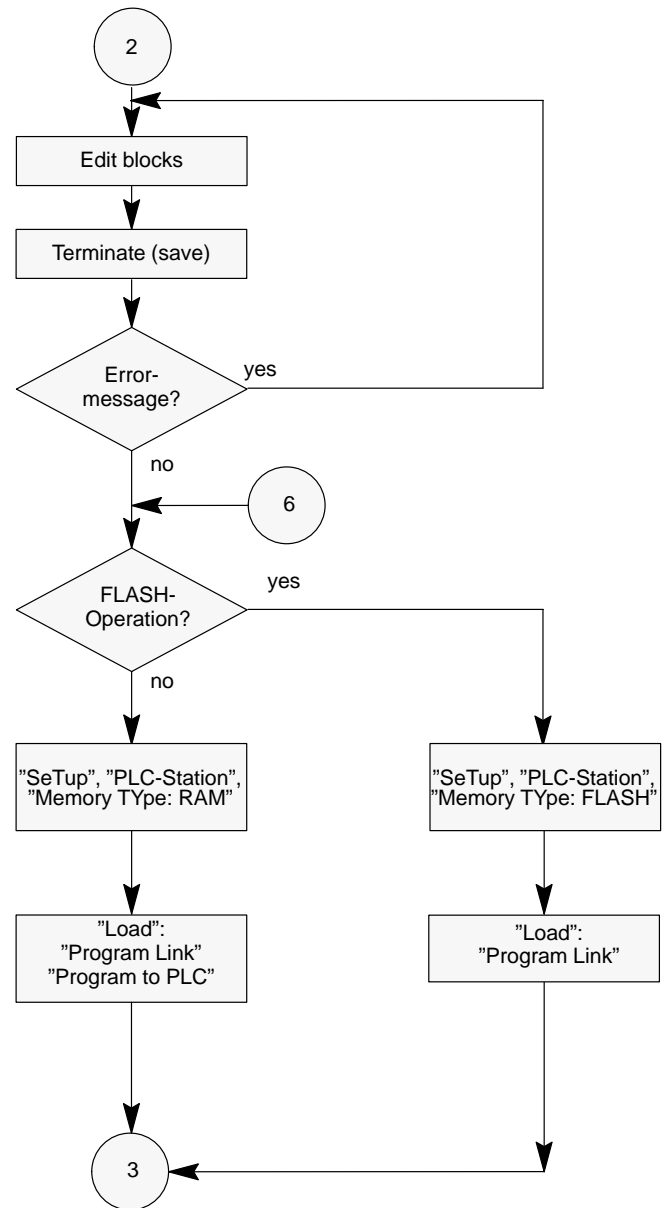 2
Edit blocks
Terminate (save)
Error-
message?
yes
no
6
FLASH-
Operation?
yes
no
”SeTup”, ”PLC-Station”,
”Memory TYpe: RAM”
”SeTup”, ”PLC-Station”,
”Memory TYpe: FLASH”
”Load”:
”Program Link”
”Program to PLC”
”Load”:
”Program Link”
3